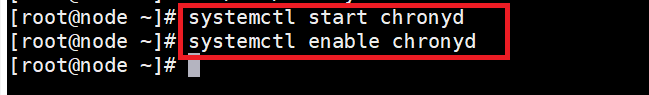 [root@node ~]# systemctl start chronyd
[root@node ~]# systemctl enable chronyd
[root@node ~]#